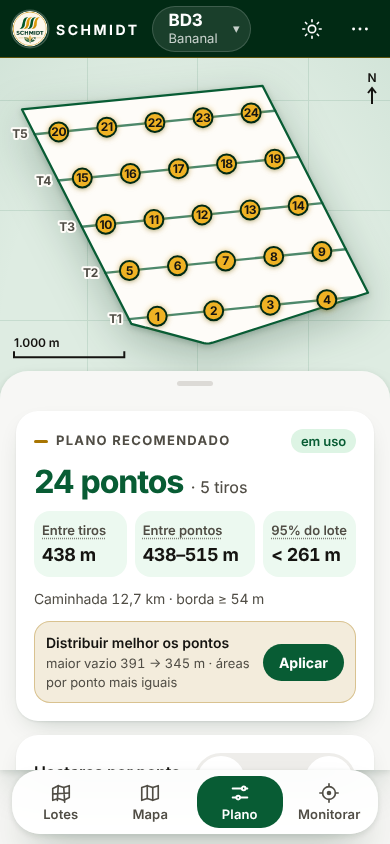 SCHMIDT
SCHMIDT
BD3
Bananal
N
T5
20
21
22
23
24
T4
15
16
17
18
19
T3
10
11
12
13
14
T2
5
6
7
8
9
T1
1
2
3
4
1.000 m
PLANO RECOMENDADO
em uso
24 pontos · 5 tiros
Entre tiros
438 m
Entre pontos
438–515 m
95% do lote
< 261 m
Caminhada 12,7 km · borda ≥ 54 m
Distribuir melhor os pontos
maior vazio 391 → 345 m · áreas
por ponto mais iguais
Aplicar
Lotes
Mapa
Plano
Monitorar